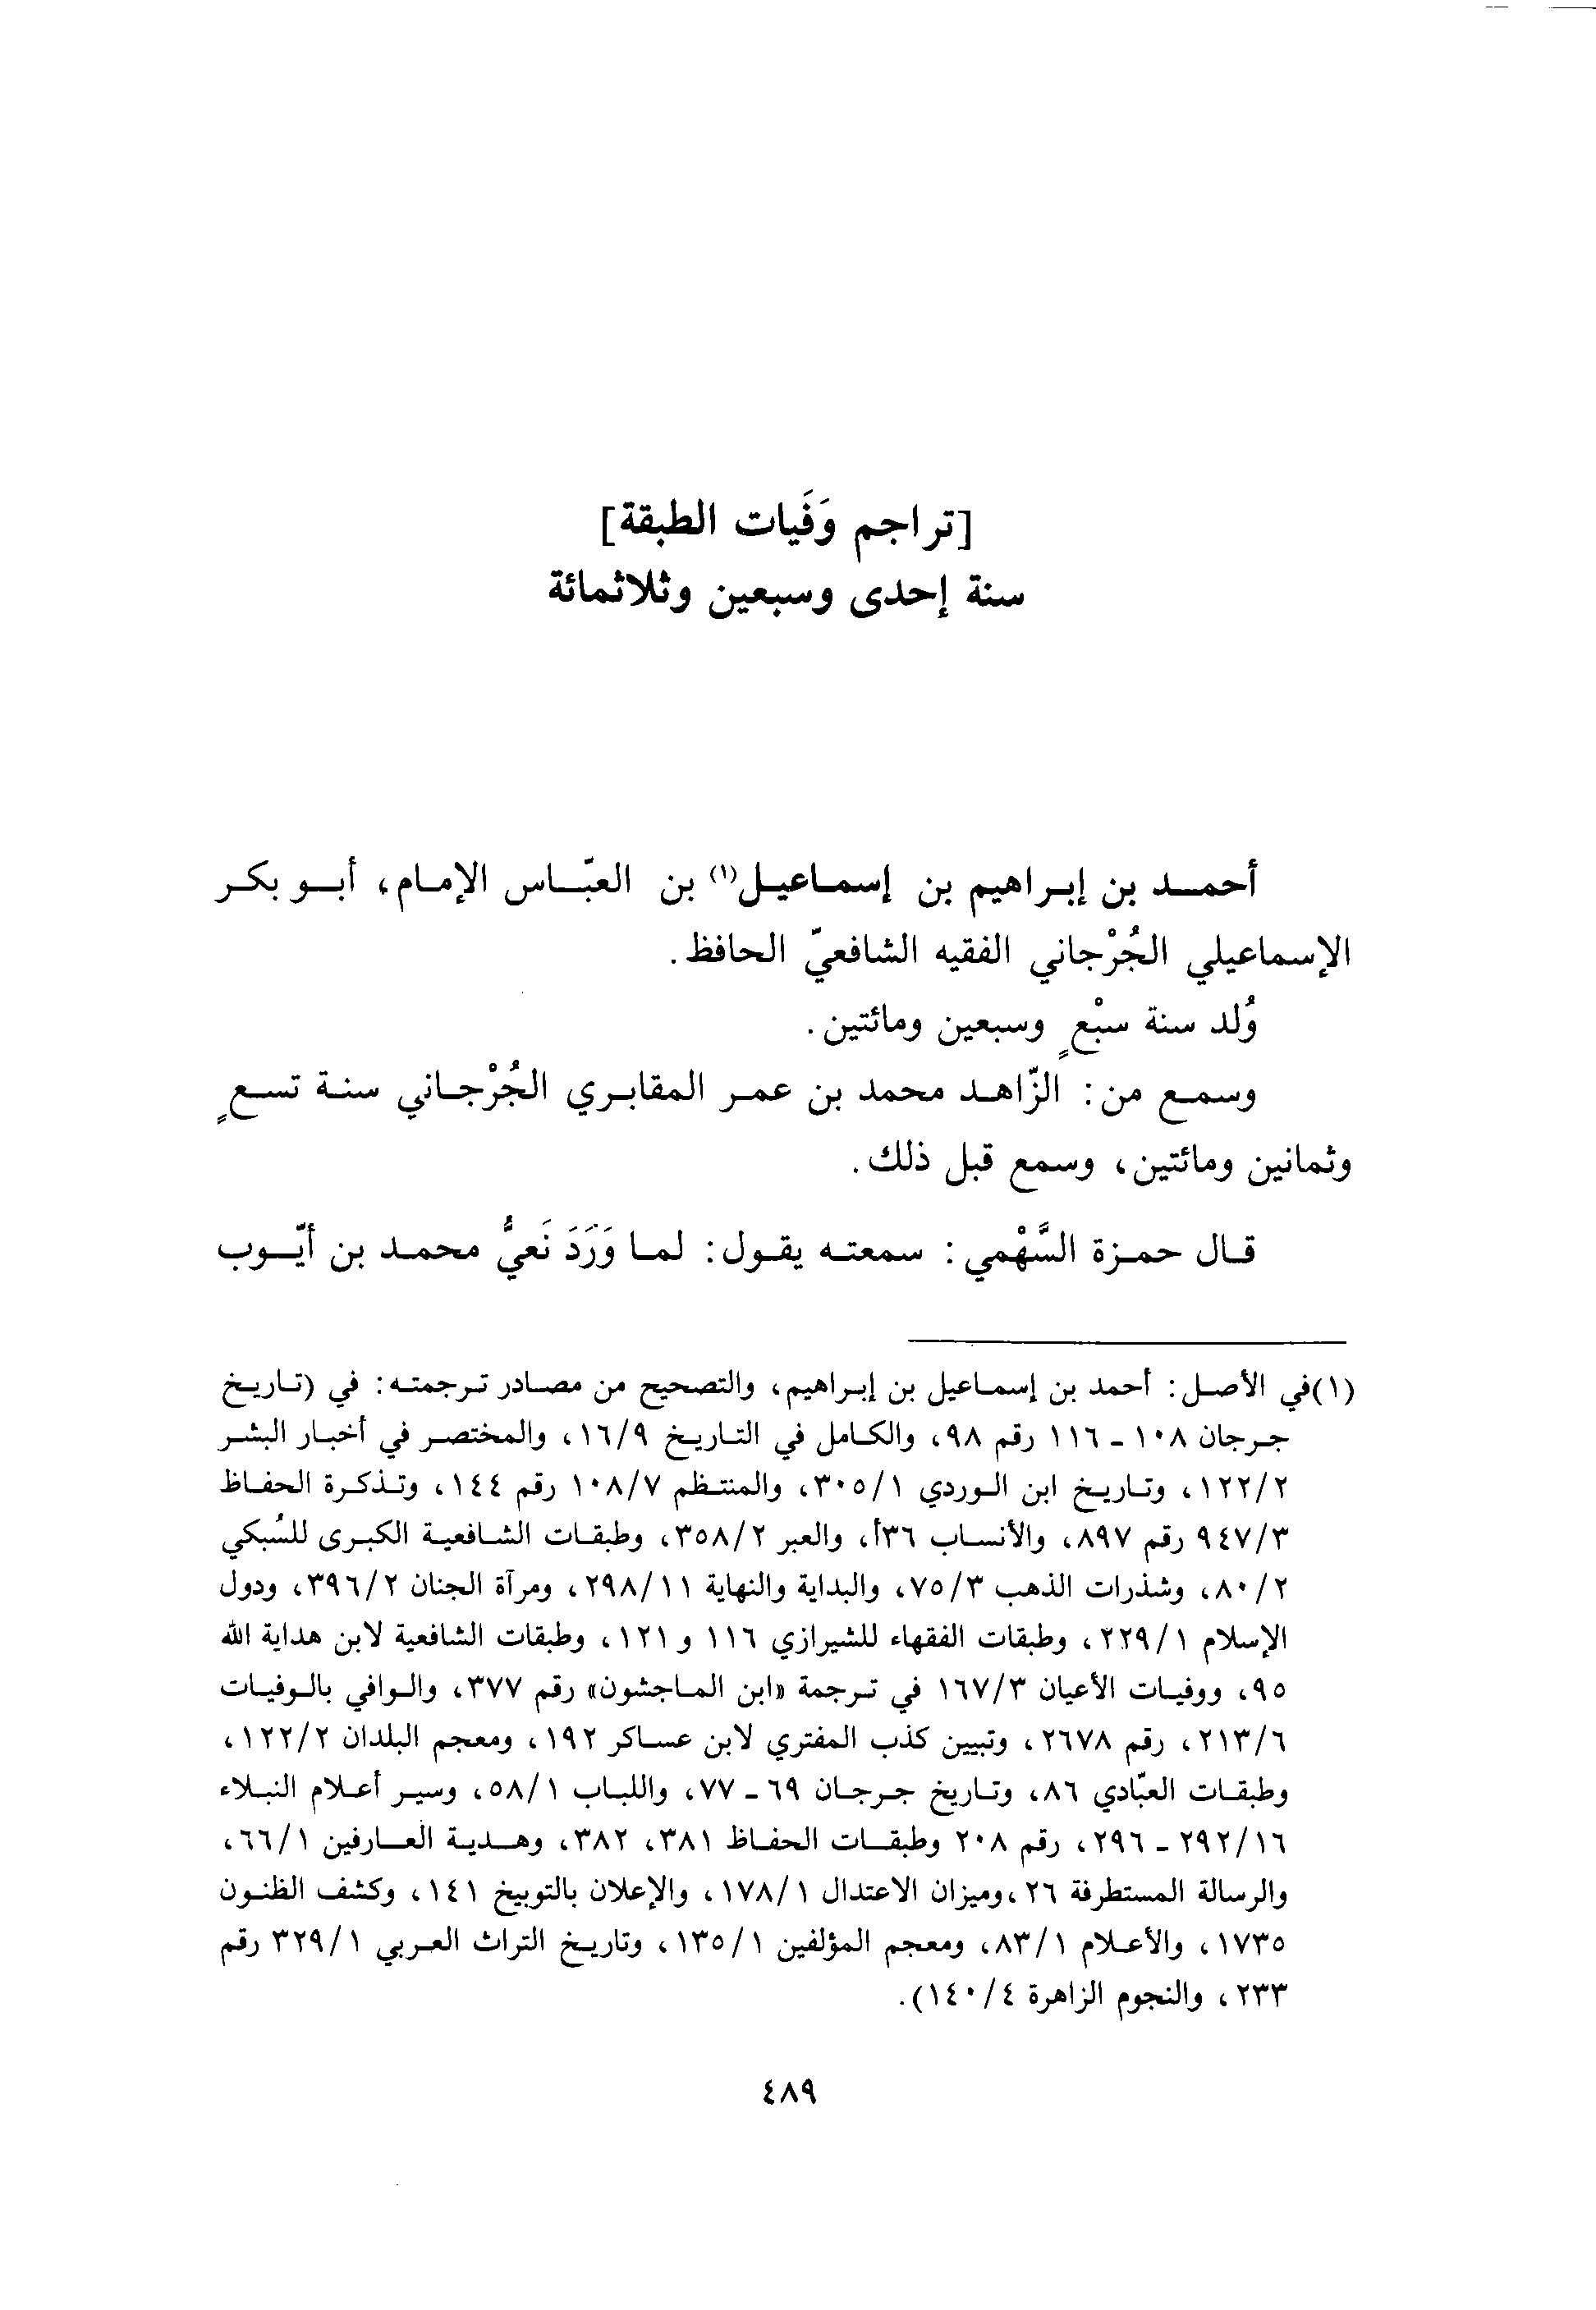 [تراجم وَفَيات الطبقة]
سنة إحدى وسبعين وثلاثمائة
أحمد بن إبراهيم بن إسماعيل(١) بن العبّاس الإمام، أبو بكر
الإسماعيلي الجُرْجاني الفقيه الشافعيّ الحافظ.
وُلد سنة سبْعٍ وسبعين ومائتين.
وسمع من: الزّاهد محمد بن عمر المقابري الجُرْجاني سنة تسعٍ
وثمانين ومائتين، وسمع قبل ذلك.
قال حمزة السَّهْمي: سمعته يقول: لما وَرَدَ نَعيُّ محمد بن أيّوب
(١) في الأصل: أحمد بن إسماعيل بن إبراهيم، والتصحيح من مصادر ترجمته: في (تاريخ
جرجان ١٠٨ - ١١٦ رقم ٩٨، والكامل في التاريخ ١٦/٩، والمختصر في أخبار البشر
١٢٢/٢، وتاريخ ابن الوردي ٣٠٥/١، والمنتظم ١٠٨/٧ رقم ١٤٤، وتذكرة الحفاظ
٩٤٧/٣ رقم ٨٩٧، والأنساب ٣٦أ، والعبر ٣٥٨/٢، وطبقات الشافعية الكبرى للسُبكي
٨٠/٢، وشذرات الذهب ٧٥/٣، والبداية والنهاية ٢٩٨/١١، ومرآة الجنان ٣٩٦/٢، ودول
الإسلام ٢٢٩/١، وطبقات الفقهاء للشيرازي ١١٦ و ١٢١، وطبقات الشافعية لابن هداية الله
٩٥، ووفيات الأعيان ١٦٧/٣ في ترجمة «ابن الماجشون» رقم ٣٧٧، والوافي بالوفيات
٢١٣/٦، رقم ٢٦٧٨، وتبيين كذب المفتري لابن عساكر ١٩٢، ومعجم البلدان ١٢٢/٢،
وطبقات العبّادي ٨٦، وتاريخ جرجان ٦٩ - ٧٧، واللباب ٥٨/١، وسير أعلام النبلاء
٢٩٢/١٦ - ٢٩٦، رقم ٢٠٨ وطبقات الحفاظ ٣٨١، ٣٨٢، وهدية العارفين ٦٦/١،
والرسالة المستطرفة ٢٦، وميزان الاعتدال ١٧٨/١، والإعلان بالتوبيخ ١٤١، وكشف الظنون
١٧٣٥، والأعلام ٨٣/١، ومعجم المؤلفين ١٣٥/١، وتاريخ التراث العربي ٣٢٩/١ رقم
٢٣٣، والنجوم الزاهرة ١٤٠/٤).
٤٨٩